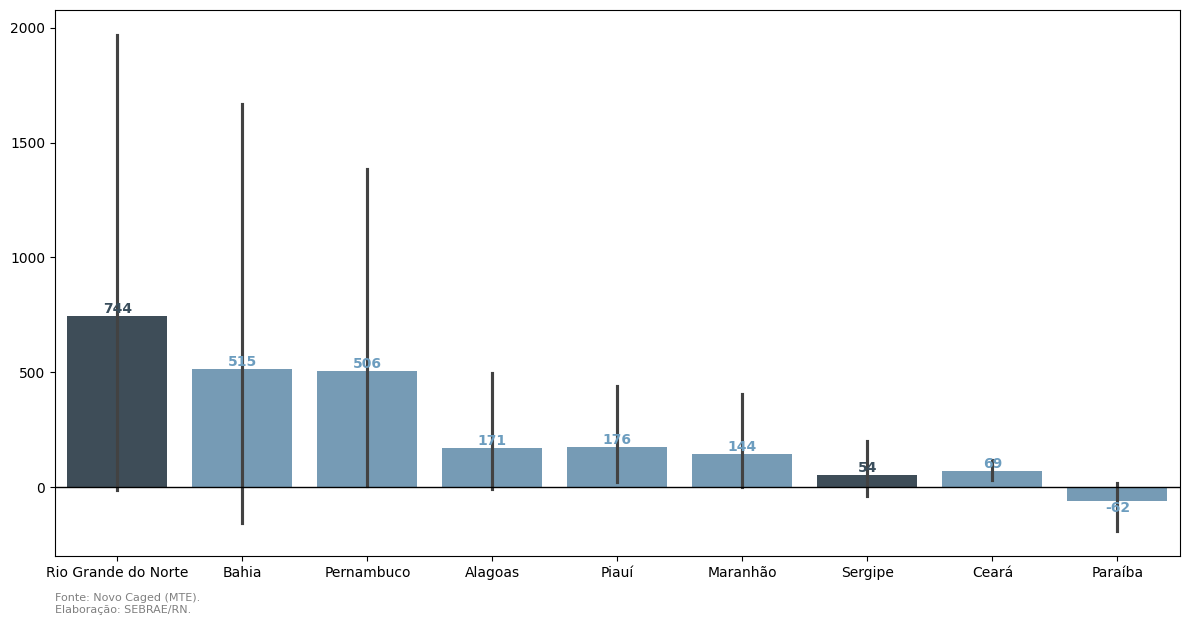 2000
1500
1000
500
0
744
515
506
171
176
144
54
69
-62
Rio Grande do Norte
Bahia
Pernambuco
Alagoas
Piauí
Maranhão
Sergipe
Ceará
Paraíba
Fonte: Novo Caged (MTE).
Elaboração: SEBRAE/RN.